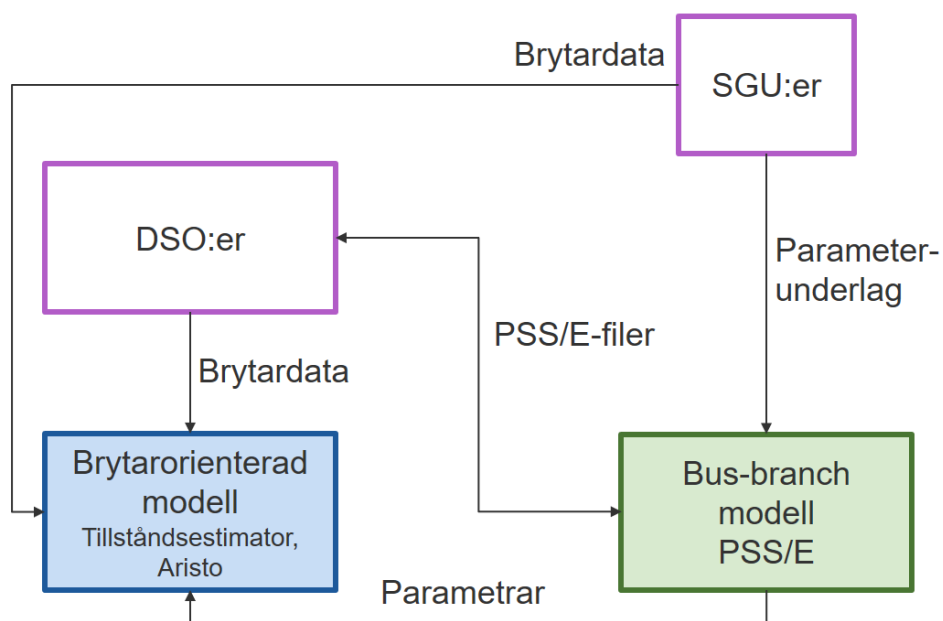 Brytardata
SGU:er
DSO:er
Parameter-
underlag
PSS/E-filer
Brytardata
Brytarorienterad
modell
Tillståndsestimator,
Aristo
Bus-branch
modell
PSS/E
Parametrar